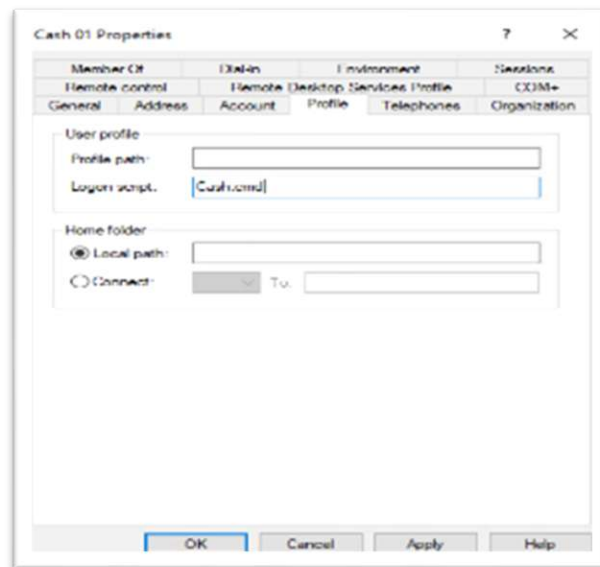 Cash 01 Properties ? ×
Member Of Dial-in Environment Sessions
Remote control Remote Desktop Services Profile COM+
General Address Account Profile Telephones Organization
User profile
Profile path:
Logon script: Cash.cmd
Home folder
Local path:
Connect: To:
OK Cancel Apply Help